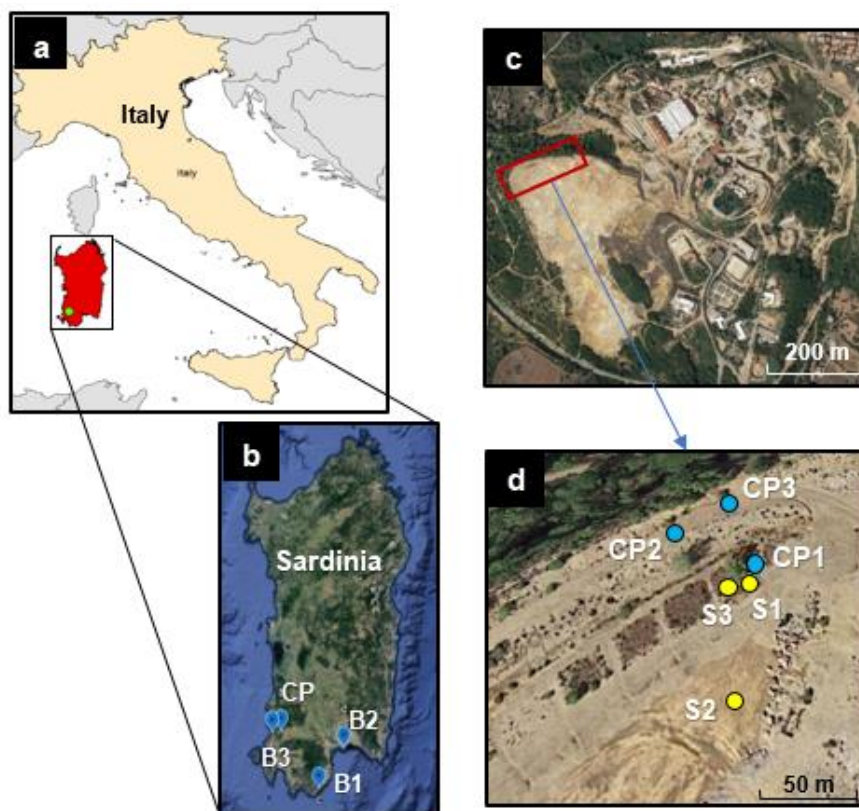 a
Italy
Italy
b
Sardinia
CP
B2
B3
B1
c
200 m
d
CP3
CP2
CP1
S3
S1
S2
50 m